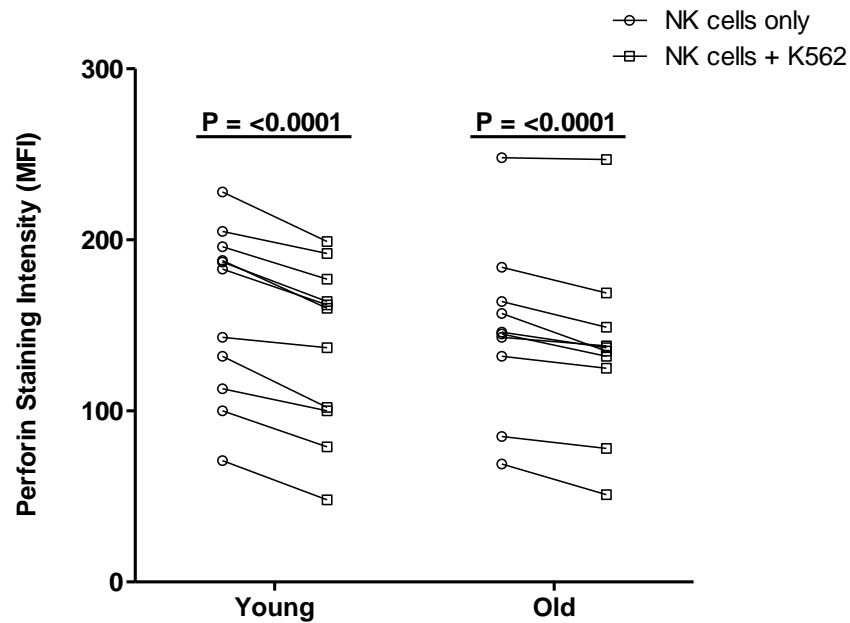 NK cells only
NK cells + K562
300
200
100
0
Perforin Staining Intensity (MFI)
P = <0.0001
P = <0.0001
Young
Old